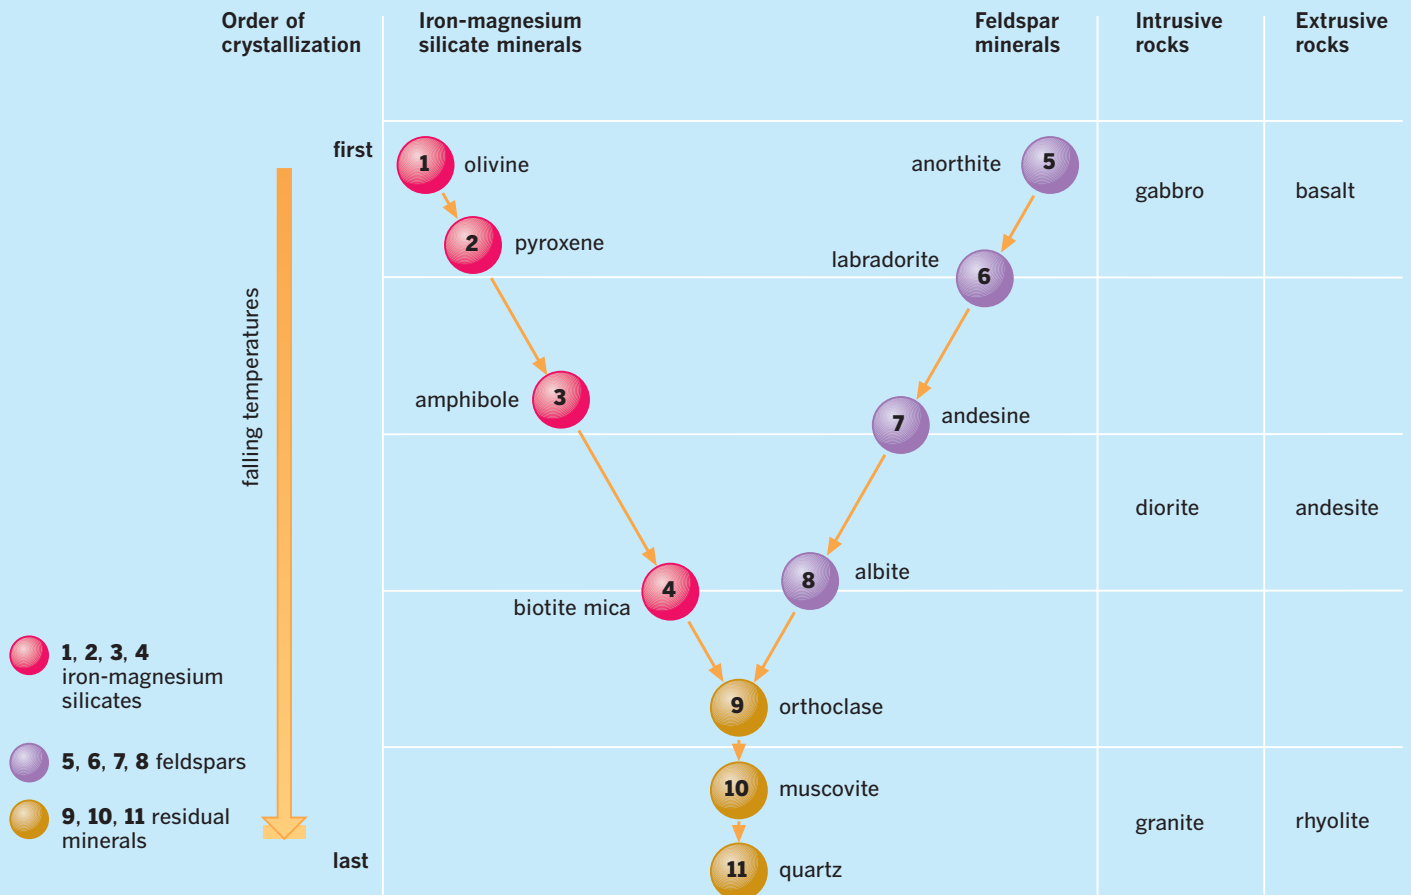 Order of
crystallization
Iron-magnesium
silicate minerals
Feldspar
minerals
Intrusive
rocks
Extrusive
rocks
first
falling temperatures
last
1 olivine
anorthite 5
gabbro
basalt
2 pyroxene
labradorite 6
amphibole 3
7 andesine
diorite
andesite
biotite mica 4
8 albite
9 orthoclase
10 muscovite
granite
rhyolite
11 quartz
1, 2, 3, 4
iron-magnesium
silicates
5, 6, 7, 8 feldspars
9, 10, 11 residual
minerals